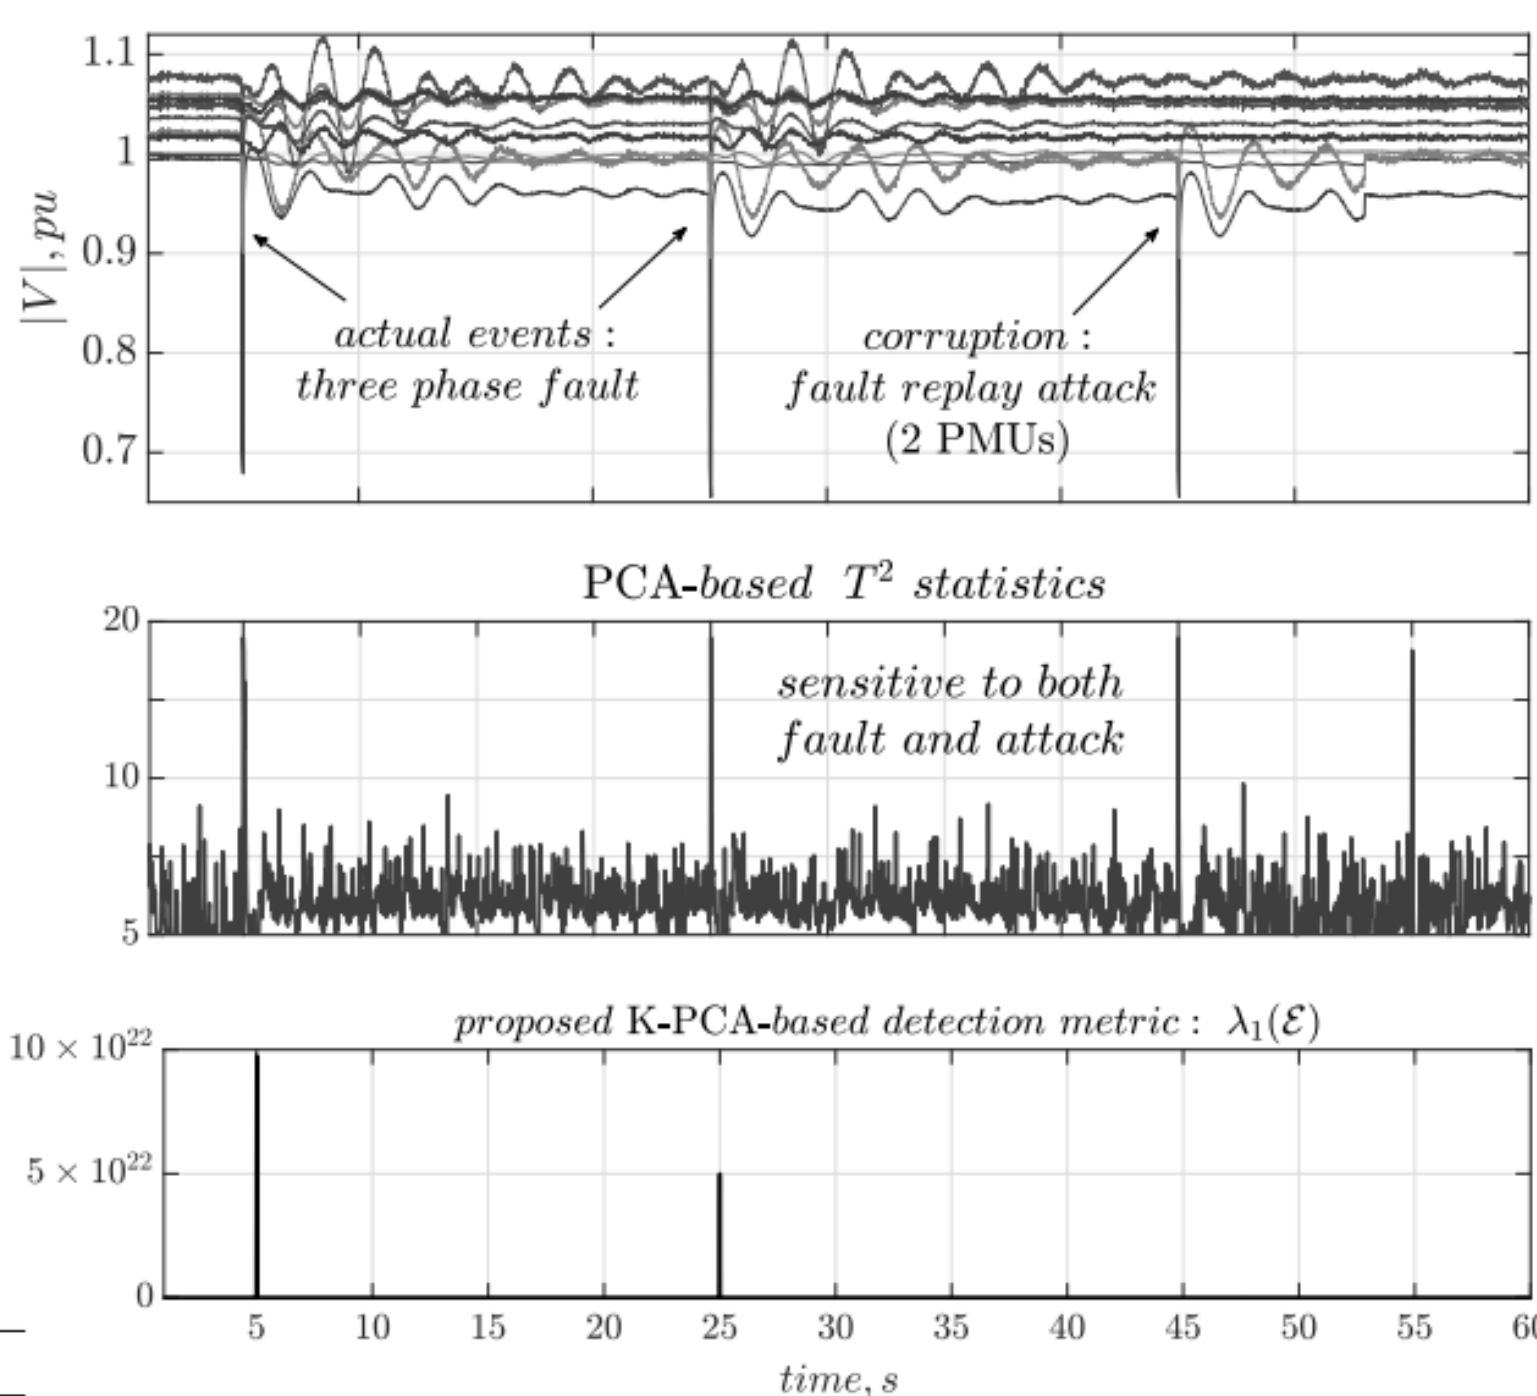 1.1
1
0.9
0.8
0.7
|V|, pu
actual events :
three phase fault
corruption :
fault replay attack
(2 PMUs)
PCA-based T² statistics
20
10
5
sensitive to both
fault and attack
proposed K-PCA-based detection metric : λ₁(ℰ)
10 × 10²²
5 × 10²²
0
5 10 15 20 25 30 35 40 45 50 55 60
time, s